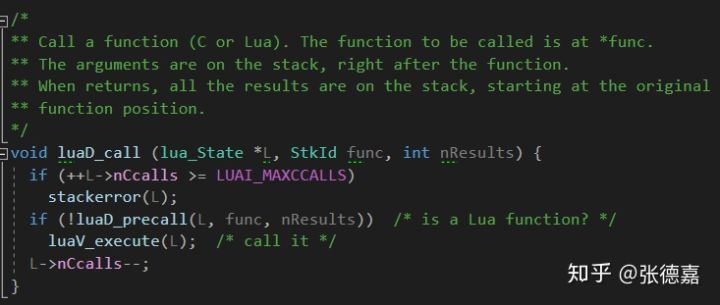 /*
** Call a function (C or Lua). The function to be called is at *func.
** The arguments are on the stack, right after the function.
** When returns, all the results are on the stack, starting at the original
** function position.
*/
void luaD_call (lua_State *L, StkId func, int nResults) {
  if (++L->nCcalls >= LUAI_MAXCCALLS)
    stackerror(L);
  if (!luaD_precall(L, func, nResults))  /* is a Lua function? */
    luaV_execute(L);  /* call it */
  L->nCcalls--;
}
知乎 @张德嘉